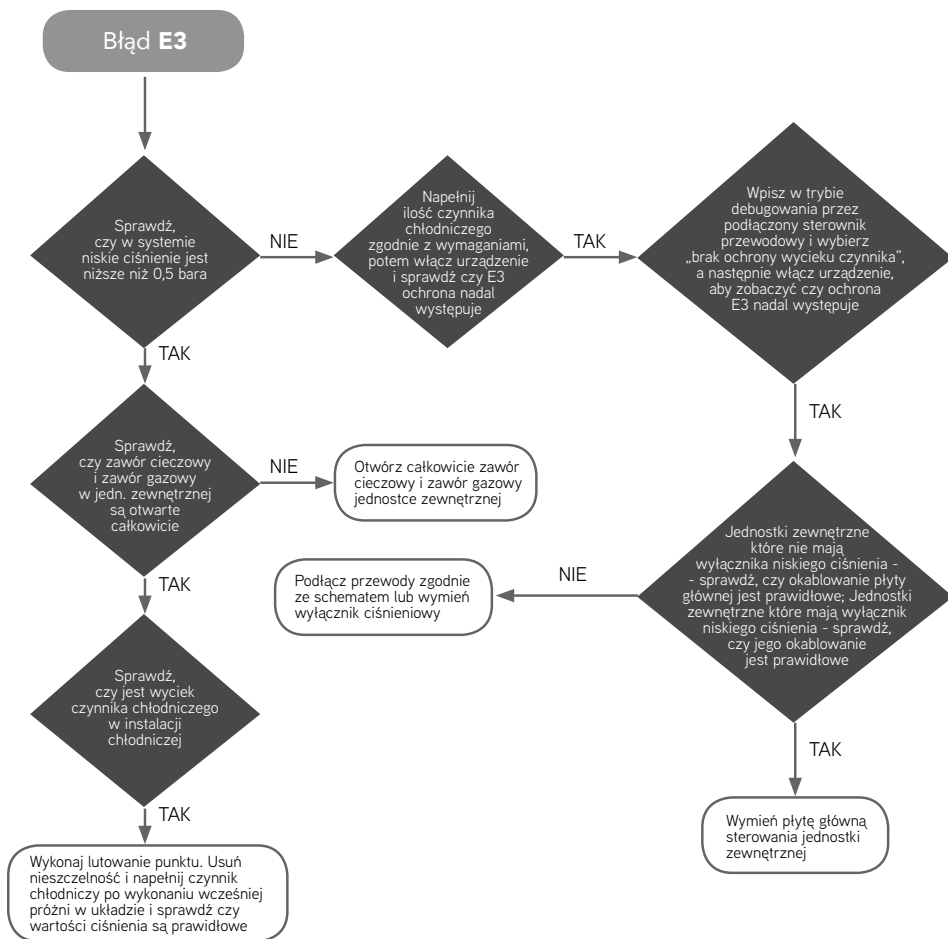 Błąd E3
Sprawdź,
czy w systemie
niskie ciśnienie jest
niższe niż 0,5 bara
NIE
Napełnij
ilość czynnika
chłodniczego
zgodnie z wymaganiami,
potem włącz urządzenie
i sprawdź czy E3
ochrona nadal
występuje
TAK
Wpisz w trybie
debugowania przez
podłączony sterownik
przewodowy i wybierz
„brak ochrony wycieku czynnika”,
a następnie włącz urządzenie,
aby zobaczyć czy ochrona
E3 nadal występuje
TAK
TAK
Sprawdź,
czy zawór cieczowy
i zawór gazowy
w jedn. zewnętrznej
są otwarte
całkowicie
NIE
Otwórz całkowicie zawór
cieczowy i zawór gazowy
jednostce zewnętrznej
Jednostki zewnętrzne
które nie mają
wyłącznika niskiego ciśnienia -
- sprawdź, czy okablowanie płyty
głównej jest prawidłowe; Jednostki
zewnętrzne które mają wyłącznik
niskiego ciśnienia - sprawdź,
czy jego okablowanie
jest prawidłowe
NIE
Podłącz przewody zgodnie
ze schematem lub wymień
wyłącznik ciśnieniowy
TAK
Sprawdź,
czy jest wyciek
czynnika chłodniczego
w instalacji
chłodniczej
TAK
Wymień płytę główną
sterowania jednostki
zewnętrznej
TAK
Wykonaj lutowanie punktu. Usuń
nieszczelność i napełnij czynnik
chłodniczy po wykonaniu wcześniej
próżni w układzie i sprawdź czy
wartości ciśnienia są prawidłowe